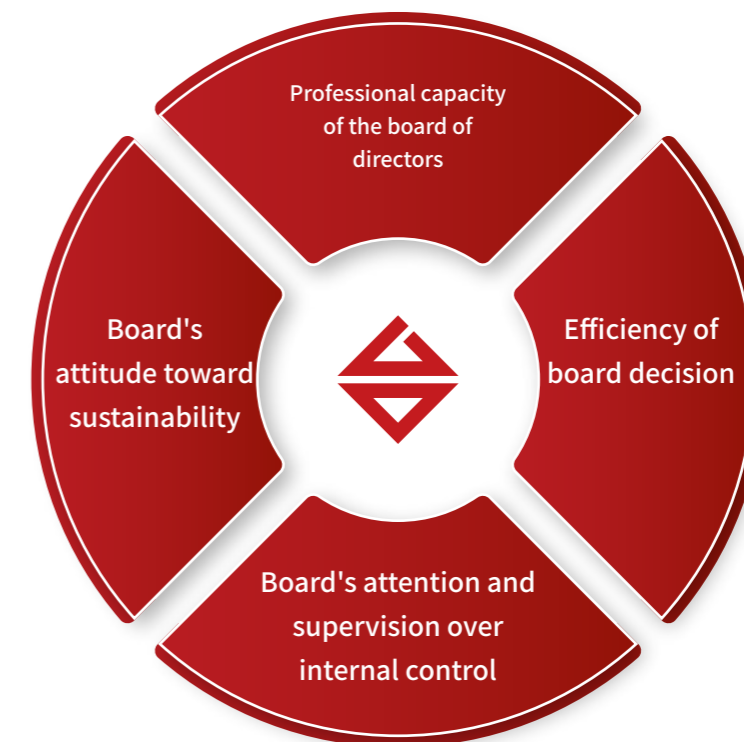 Professional capacity
of the board of
directors
Board's
attitude toward
sustainability
Efficiency of
board decision
Board's attention and
supervision over
internal control